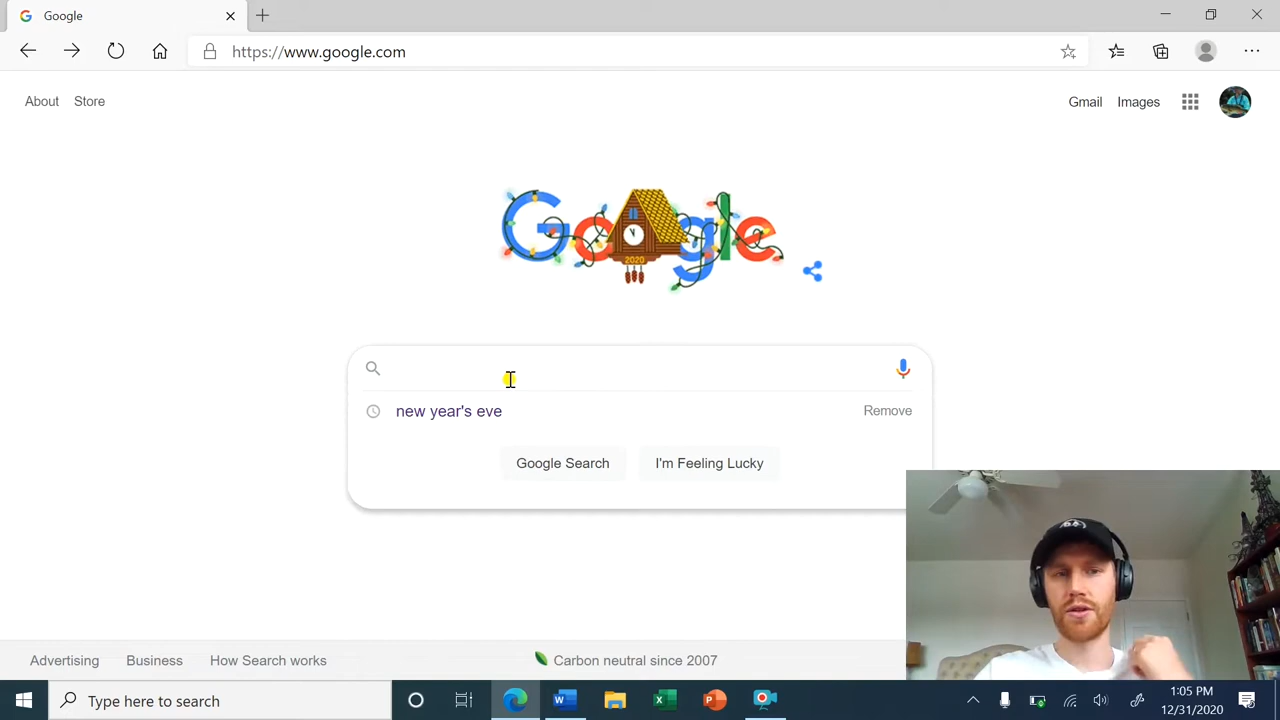 Google
https://www.google.com
About Store
Gmail Images
Google
2020
new year's eve
Remove
Google Search
I'm Feeling Lucky
Advertising Business How Search works
Carbon neutral since 2007
Type here to search
1:05 PM
12/31/2020